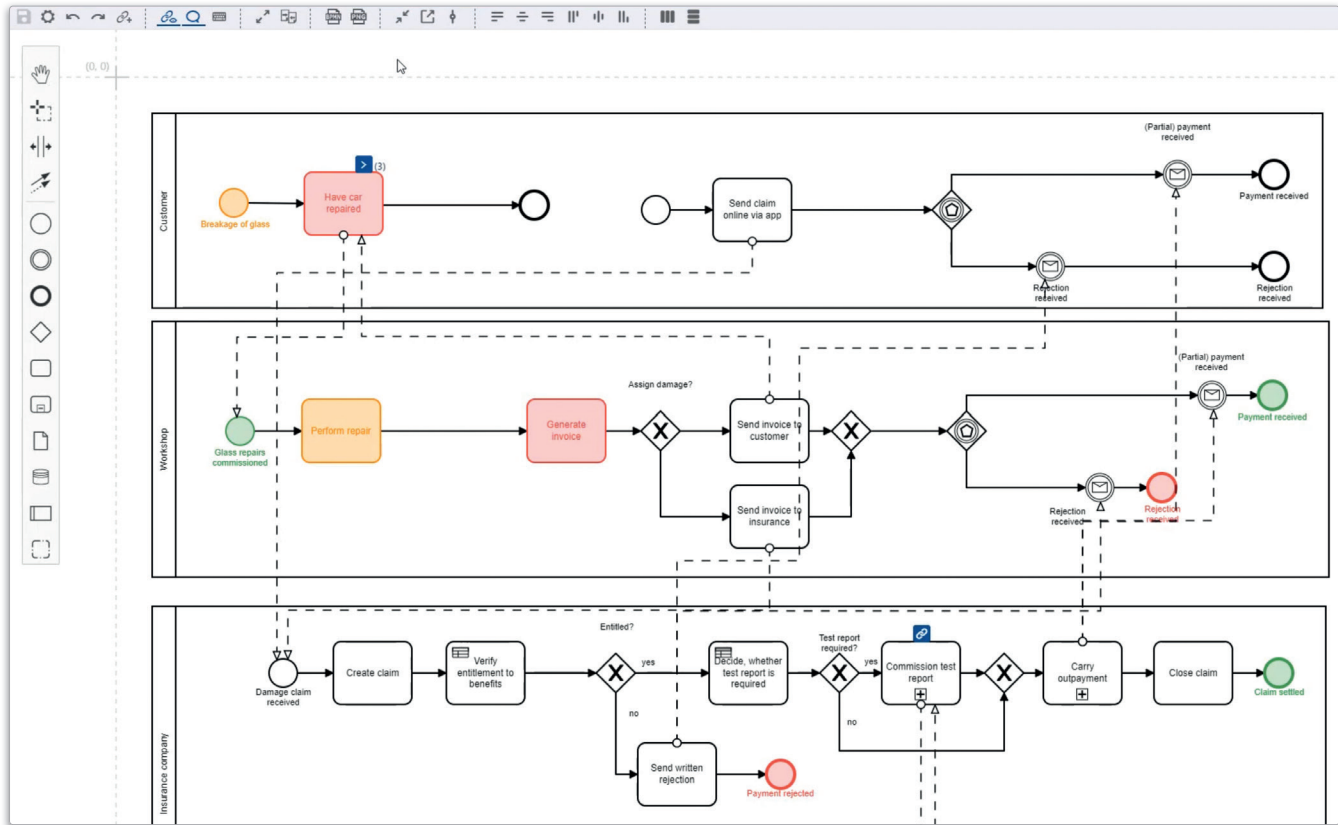 (0, 0)
Customer
(Partial) payment
received
(3)
Have car
repaired
Breakage of glass
Send claim
online via app
Payment received
Rejection
received
Rejection
received
Workshop
(Partial) payment
received
Assign damage?
Glass repairs
commissioned
Perform repair
Generate
invoice
X
Send invoice to
customer
X
Payment received
Send invoice to
insurance
Rejection
received
Rejection
received
Insurance company
Entitled?
Test report
required?
Damage claim
received
Create claim
Verify
entitlement to
benefits
X
yes
Decide, whether
test report is
required
X
yes
Commission test
report
X
Carry
outpayment
Close claim
Claim settled
no
no
Send written
rejection
Payment rejected